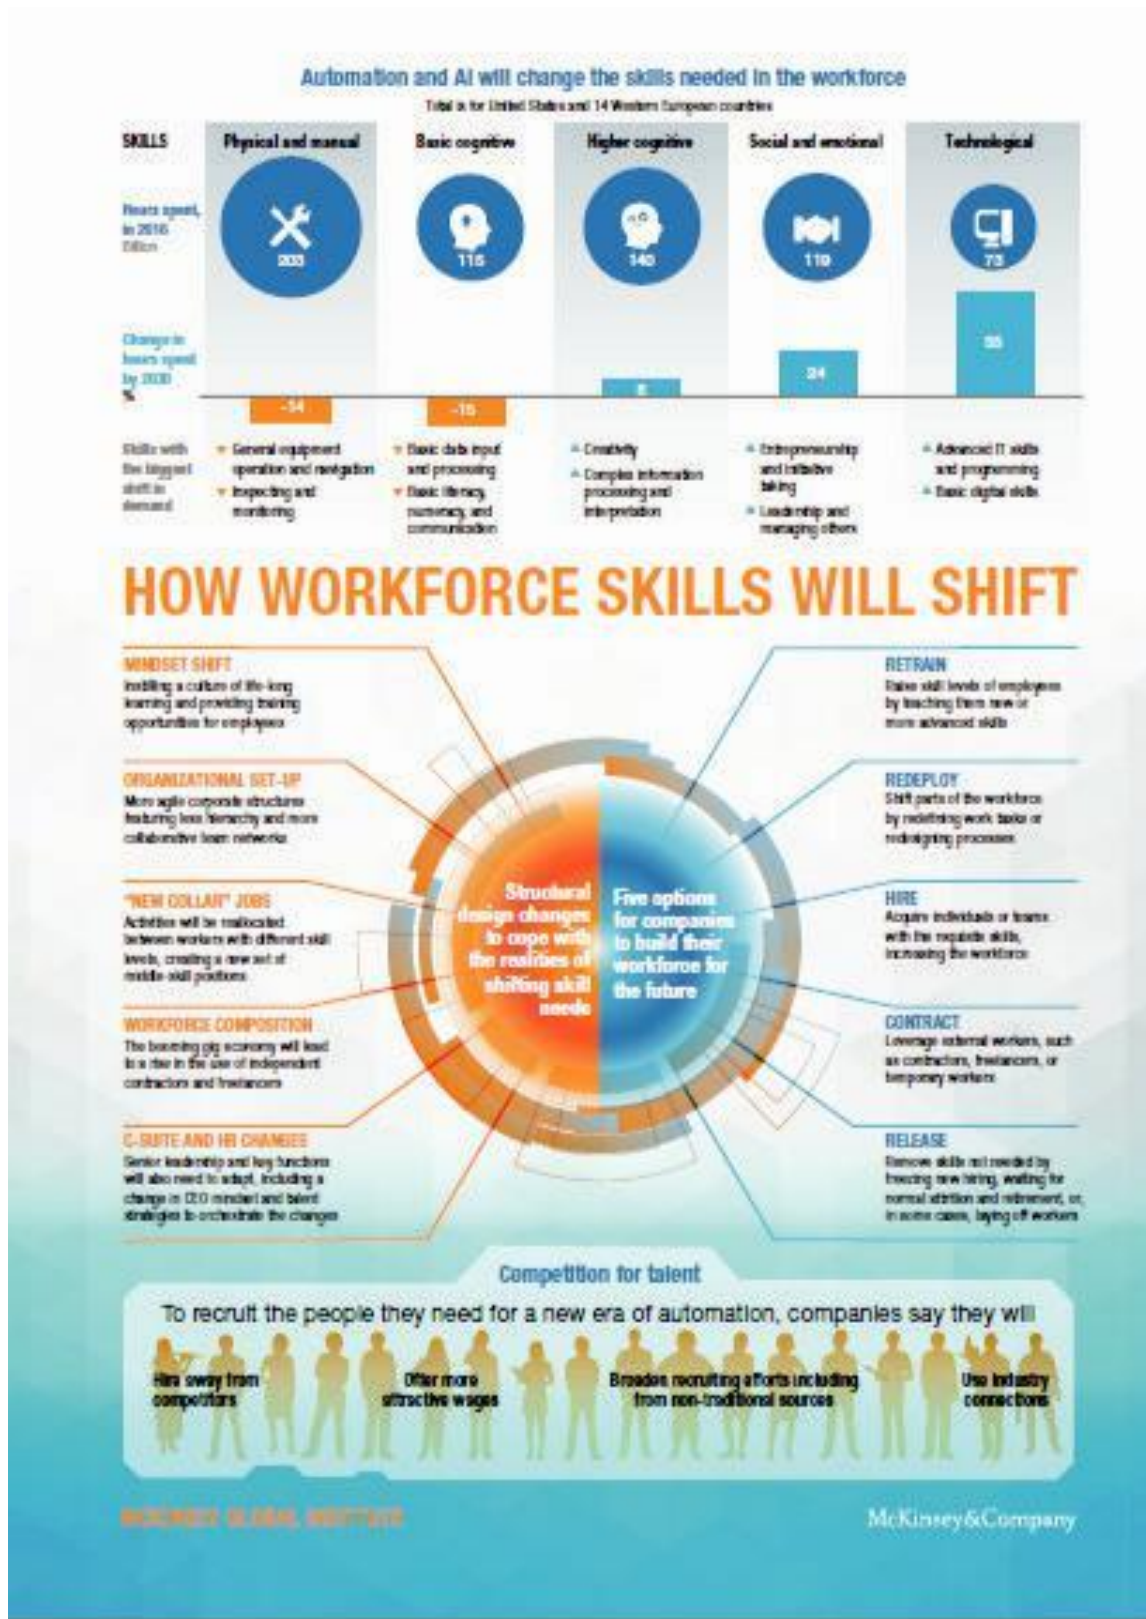 Automation and AI will change the skills needed in the workforce
Total is for United States and 14 Western European countries
SKILLS
Physical and manual
Basic cognitive
Higher cognitive
Social and emotional
Technological
Hours spent,
in 2016
Billion
203
115
140
119
73
Change in
hours spent
by 2030
%
-14
-15
8
24
55
Skills with
the biggest
shift in
demand
General equipment
operation and navigation
Inspecting and
monitoring
Basic data input
and processing
Basic literacy,
numeracy, and
communication
Creativity
Complex information
processing and
interpretation
Entrepreneurship
and initiative
taking
Leadership and
managing others
Advanced IT skills
and programming
Basic digital skills
HOW WORKFORCE SKILLS WILL SHIFT
MINDSET SHIFT
Instilling a culture of life-long
learning and providing training
opportunities for employees
ORGANIZATIONAL SET-UP
More agile corporate structures
featuring less hierarchy and more
collaborative team networks
"NEW COLLAR" JOBS
Activities will be reallocated
between workers with different skill
levels, creating a new set of
middle-skill positions
WORKFORCE COMPOSITION
The booming gig economy will lead
to a rise in the use of independent
contractors and freelancers
C-SUITE AND HR CHANGES
Senior leadership and key functions
will also need to adapt, including a
change in CEO mindset and talent
strategies to orchestrate the changes
Structural
design changes
to cope with
the realities of
shifting skill
needs
Five options
for companies
to build their
workforce for
the future
RETRAIN
Raise skill levels of employees
by teaching them new or
more advanced skills
REDEPLOY
Shift parts of the workforce
by redefining work tasks or
redesigning processes
HIRE
Acquire individuals or teams
with the requisite skills,
increasing the workforce
CONTRACT
Leverage external workers, such
as contractors, freelancers, or
temporary workers
RELEASE
Remove skills not needed by
freezing new hiring, waiting for
normal attrition and retirement, or,
in some cases, laying off workers
Competition for talent
To recruit the people they need for a new era of automation, companies say they will
Hire away from
competitors
Offer more
attractive wages
Broaden recruiting efforts including
from non-traditional sources
Use industry
connections
MCKINSEY GLOBAL INSTITUTE
McKinsey&Company